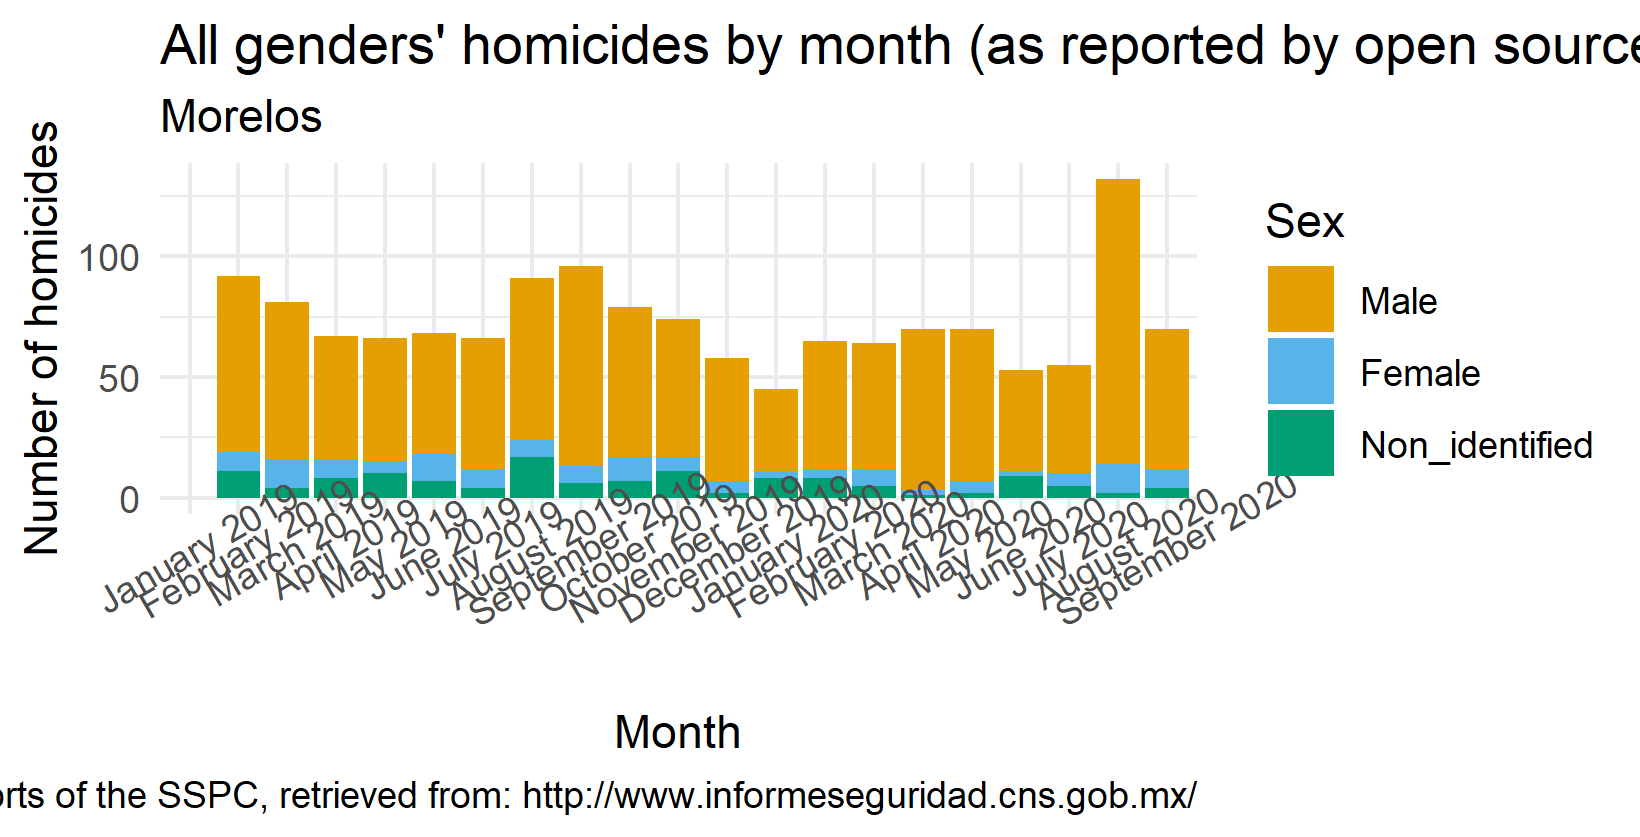 All genders' homicides by month (as reported by open source
Morelos
Number of homicides
100
50
0
January 2019
February 2019
March 2019
April 2019
May 2019
June 2019
July 2019
August 2019
September 2019
October 2019
November 2019
December 2019
January 2020
February 2020
March 2020
April 2020
May 2020
June 2020
July 2020
August 2020
September 2020
Month
Sex
Male
Female
Non_identified
orts of the SSPC, retrieved from: http://www.informeseguridad.cns.gob.mx/